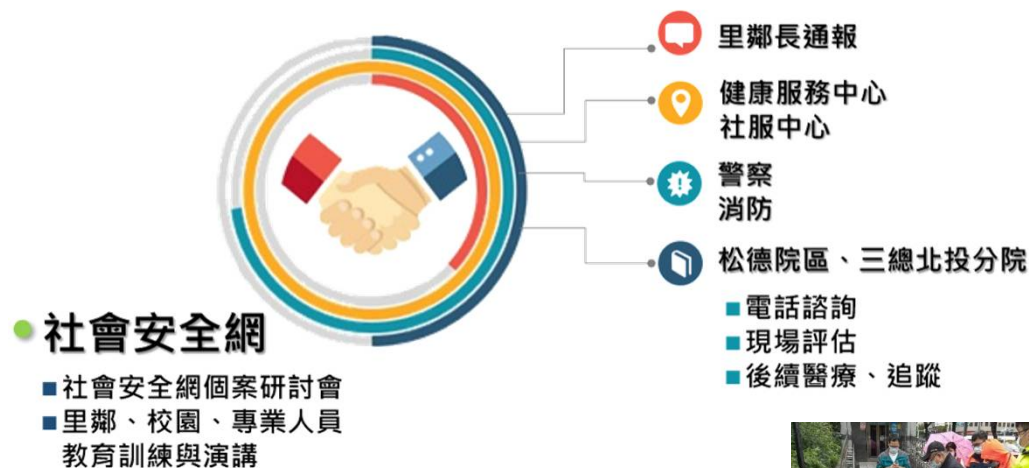 里鄰長通報
健康服務中心
社服中心
警察
消防
松德院區、三總北投分院
電話諮詢
現場評估
後續醫療、追蹤
社會安全網
社會安全網個案研討會
里鄰、校園、專業人員
教育訓練與演講